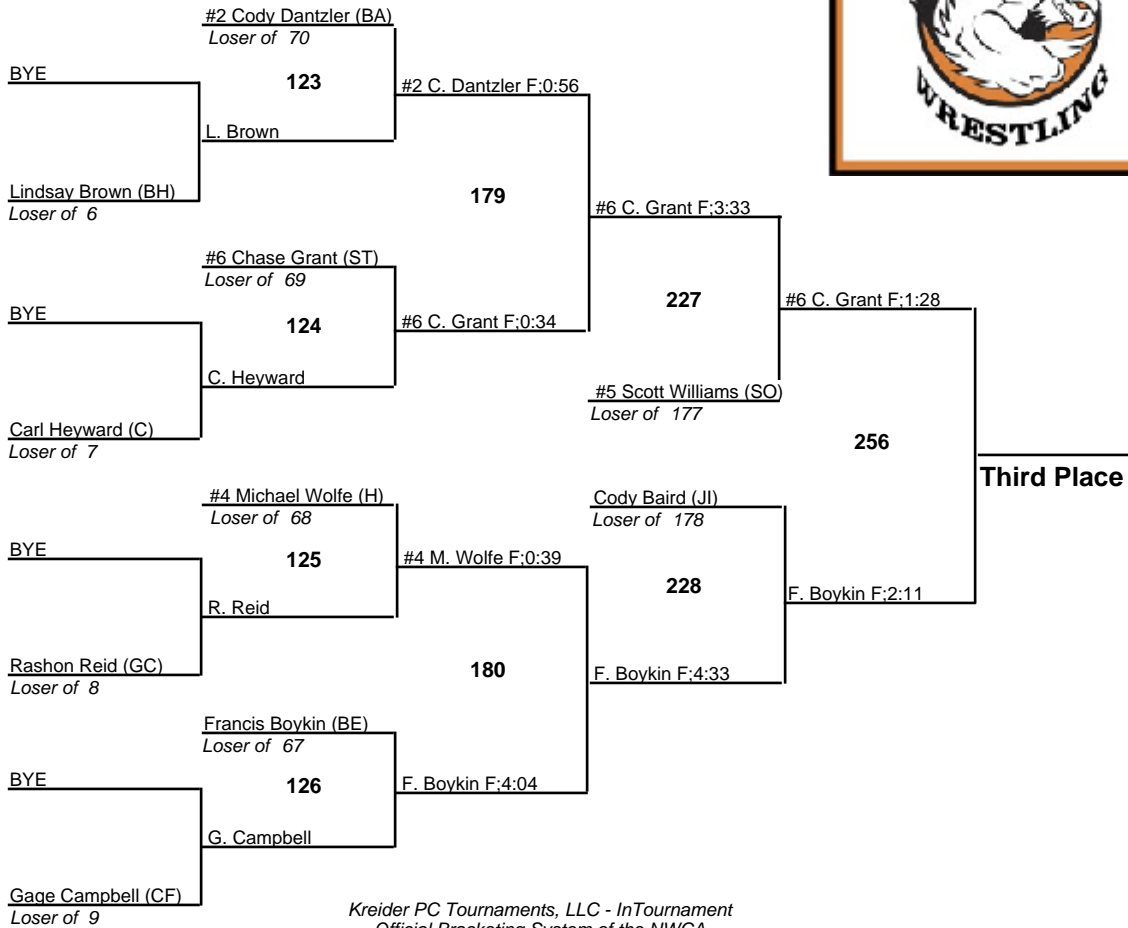 #2 Cody Dantzler (BA)
Loser of 70
BYE
123
#2 C. Dantzler F;0:56
L. Brown
Lindsay Brown (BH)
Loser of 6
179
#6 C. Grant F;3:33
#6 Chase Grant (ST)
Loser of 69
BYE
124
#6 C. Grant F;0:34
227
#6 C. Grant F;1:28
C. Heyward
#5 Scott Williams (SO)
Loser of 177
Carl Heyward (C)
Loser of 7
256
Third Place
#4 Michael Wolfe (H)
Loser of 68
Cody Baird (JI)
Loser of 178
BYE
125
#4 M. Wolfe F;0:39
228
R. Reid
F. Boykin F;2:11
Rashon Reid (GC)
Loser of 8
180
F. Boykin F;4:33
Francis Boykin (BE)
Loser of 67
BYE
126
F. Boykin F;4:04
G. Campbell
Gage Campbell (CF)
Loser of 9
Kreider PC Tournaments, LLC - InTournament
Official Bracketing System of the NWCA
WRESTLING